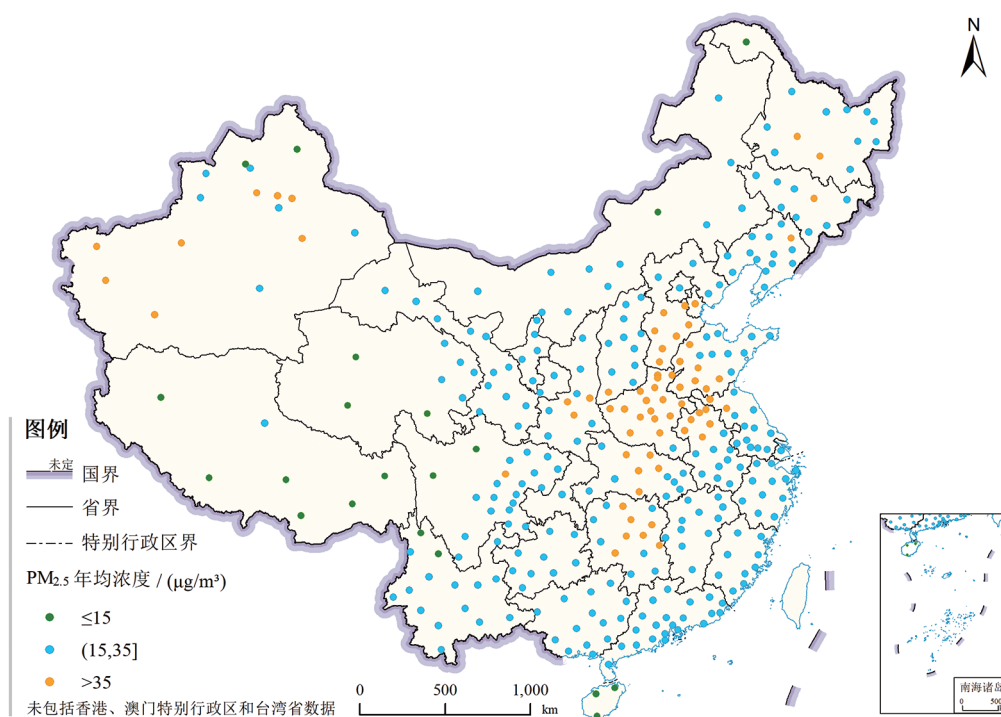 N
图例
未定
国界
省界
特别行政区界
PM₂.₅ 年均浓度 / (μg/m³)
≤15
(15,35]
>35
未包括香港、澳门特别行政区和台湾省数据
0 500 1,000
km
南海诸岛
0 500